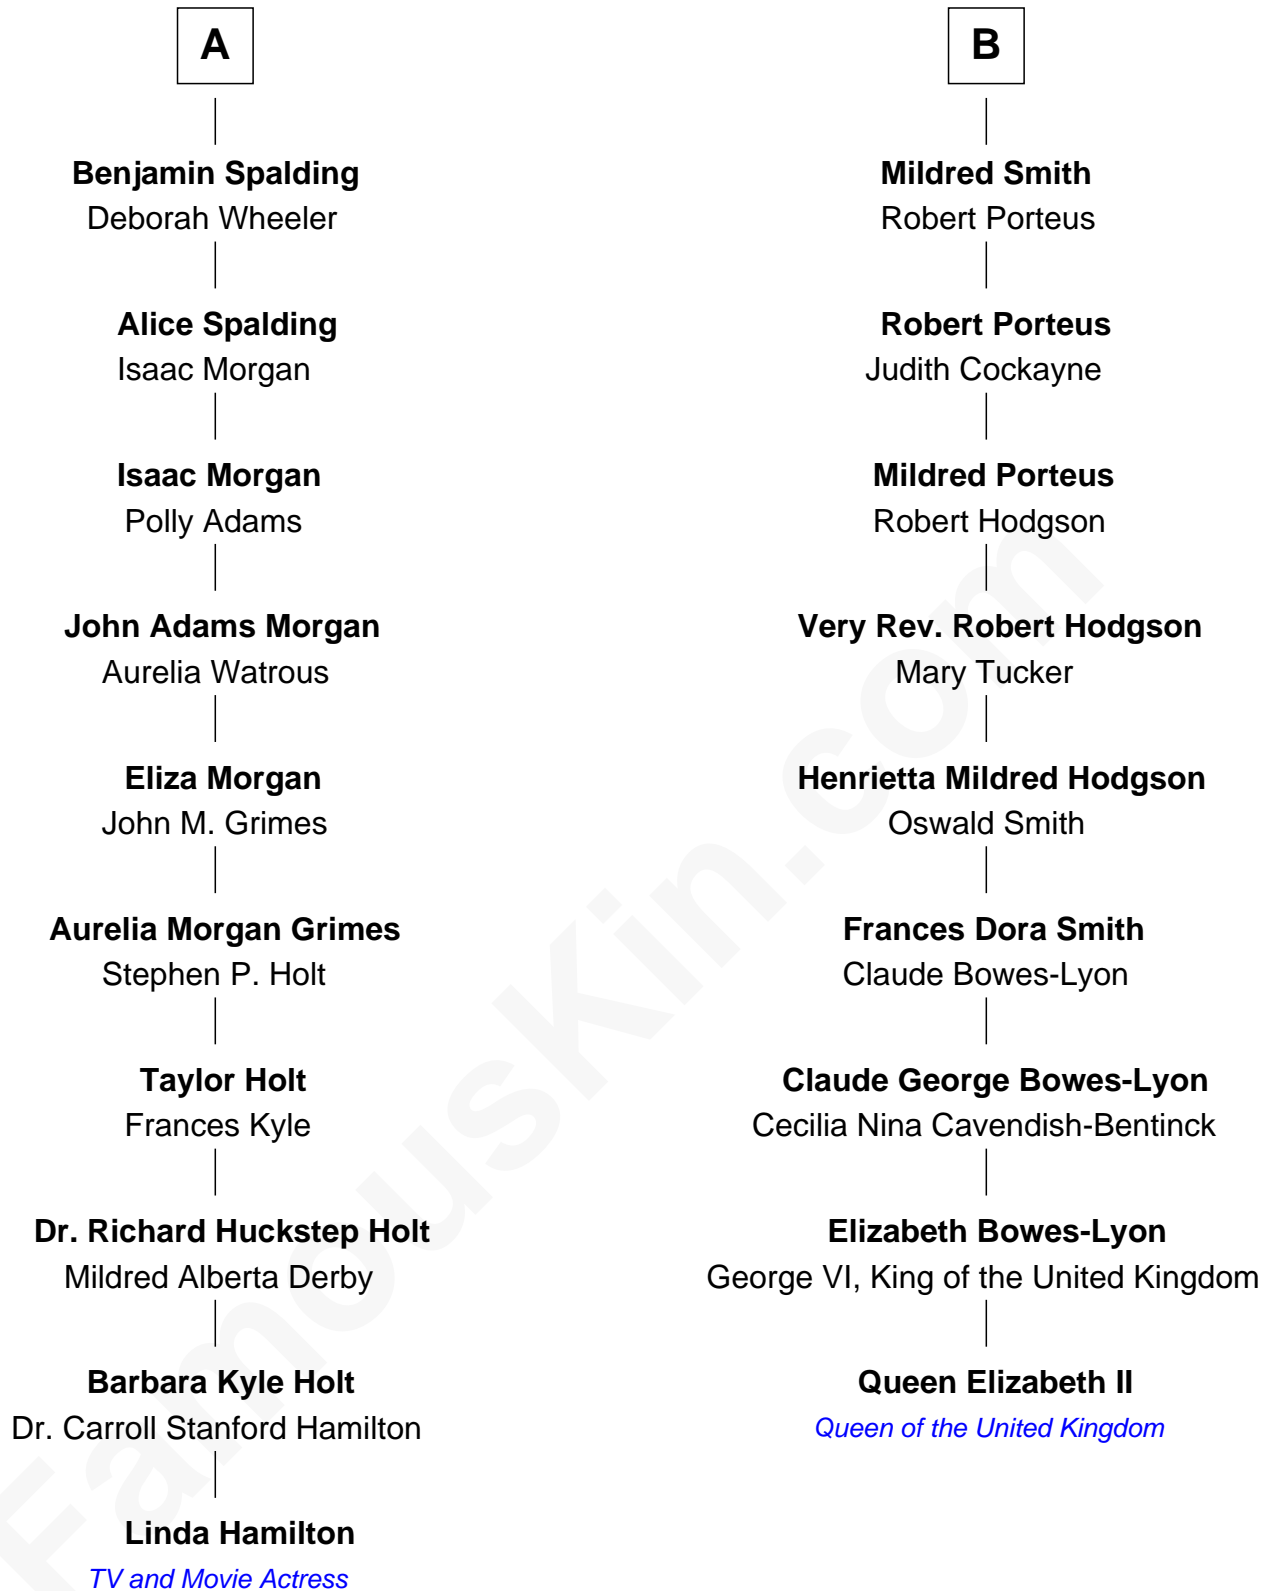 A
Benjamin Spalding
Deborah Wheeler
Alice Spalding
Isaac Morgan
Isaac Morgan
Polly Adams
John Adams Morgan
Aurelia Watrous
Eliza Morgan
John M. Grimes
Aurelia Morgan Grimes
Stephen P. Holt
Taylor Holt
Frances Kyle
Dr. Richard Huckstep Holt
Mildred Alberta Derby
Barbara Kyle Holt
Dr. Carroll Stanford Hamilton
Linda Hamilton
TV and Movie Actress
B
Mildred Smith
Robert Porteus
Robert Porteus
Judith Cockayne
Mildred Porteus
Robert Hodgson
Very Rev. Robert Hodgson
Mary Tucker
Henrietta Mildred Hodgson
Oswald Smith
Frances Dora Smith
Claude Bowes-Lyon
Claude George Bowes-Lyon
Cecilia Nina Cavendish-Bentinck
Elizabeth Bowes-Lyon
George VI, King of the United Kingdom
Queen Elizabeth II
Queen of the United Kingdom
FamousKin.com